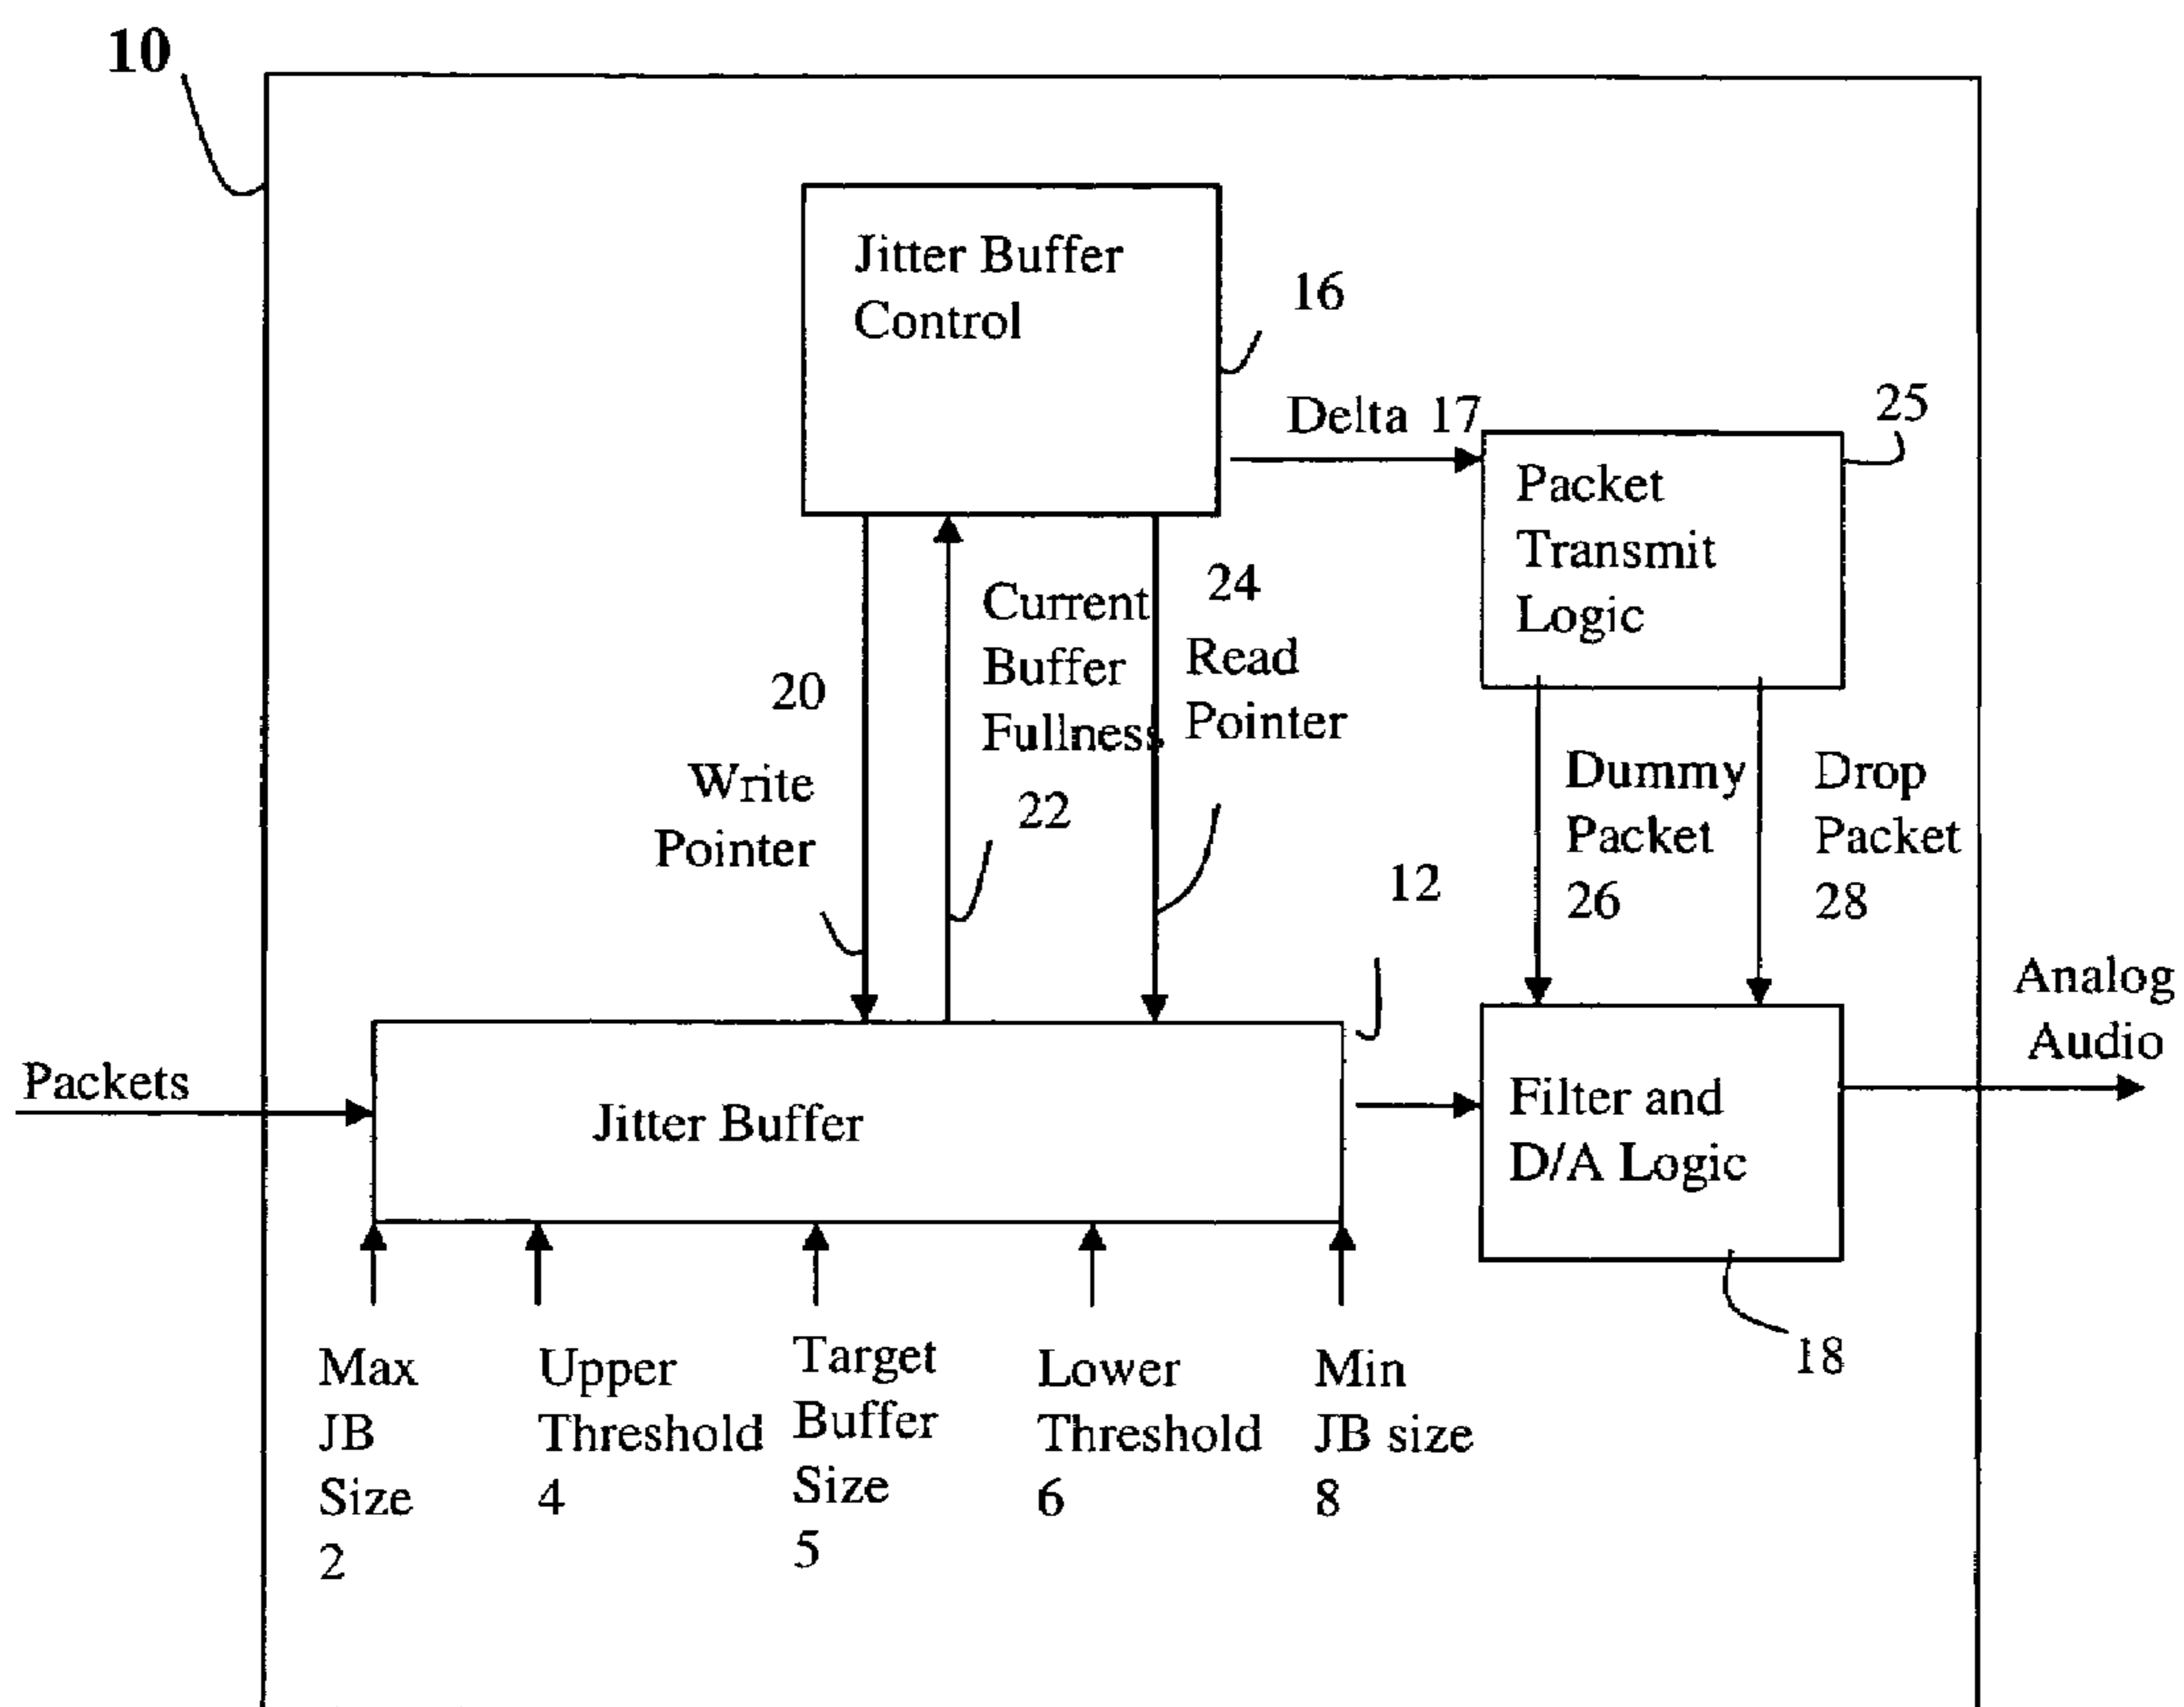 10
Jitter Buffer
Control
16
Delta 17
25
Packet
Transmit
Logic
20
Write
Pointer
Current
Buffer
Fullness
22
24
Read
Pointer
Dummy
Packet
26
Drop
Packet
28
12
Analog
Audio
Packets
Jitter Buffer
Filter and
D/A Logic
18
Max
JB
Size
2
Upper
Threshold
4
Target
Buffer
Size
5
Lower
Threshold
6
Min
JB size
8